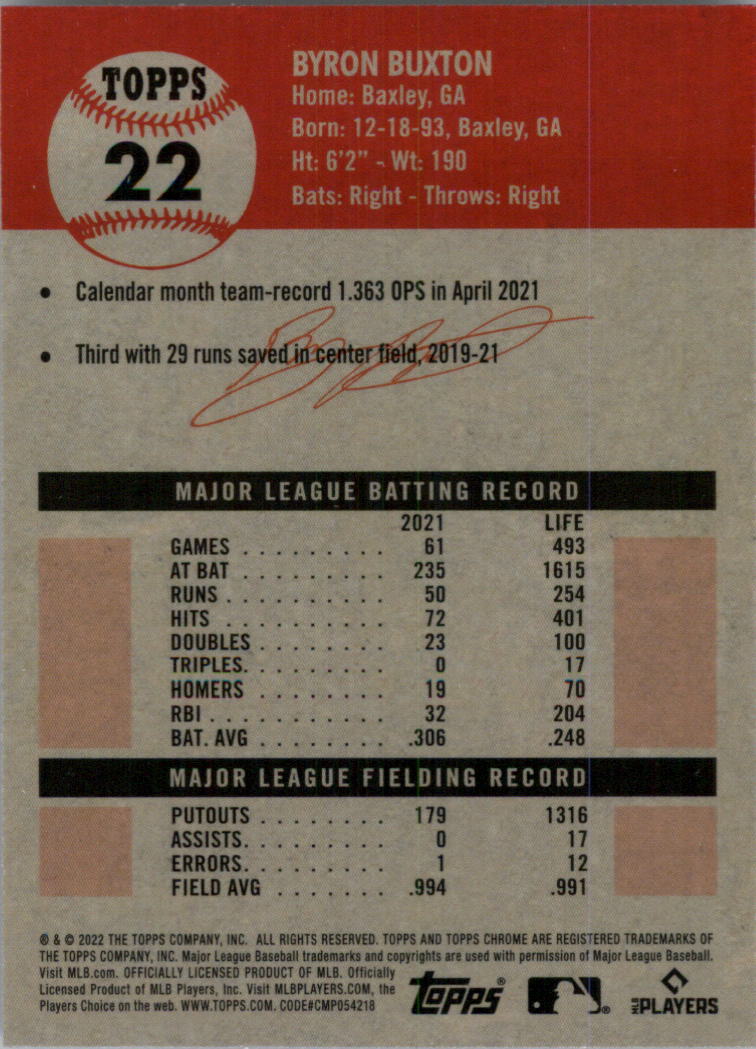 TOPPS
22
BYRON BUXTON
Home: Baxley, GA
Born: 12-18-93, Baxley, GA
Ht: 6'2" - Wt: 190
Bats: Right - Throws: Right
• Calendar month team-record 1.363 OPS in April 2021
• Third with 29 runs saved in center field, 2019-21
MAJOR LEAGUE BATTING RECORD
2021 LIFE
GAMES . . . . . . . . . 61 493
AT BAT . . . . . . . . . 235 1615
RUNS . . . . . . . . . . 50 254
HITS . . . . . . . . . . 72 401
DOUBLES . . . . . . . . 23 100
TRIPLES. . . . . . . . . 0 17
HOMERS . . . . . . . . 19 70
RBI . . . . . . . . . . . 32 204
BAT. AVG . . . . . . . . .306 .248
MAJOR LEAGUE FIELDING RECORD
PUTOUTS . . . . . . . . 179 1316
ASSISTS. . . . . . . . . 0 17
ERRORS. . . . . . . . . 1 12
FIELD AVG . . . . . . . .994 .991
® & © 2022 THE TOPPS COMPANY, INC. ALL RIGHTS RESERVED. TOPPS AND TOPPS CHROME ARE REGISTERED TRADEMARKS OF
THE TOPPS COMPANY, INC. Major League Baseball trademarks and copyrights are used with permission of Major League Baseball.
Visit MLB.com. OFFICIALLY LICENSED PRODUCT OF MLB. Officially
Licensed Product of MLB Players, Inc. Visit MLBPLAYERS.COM, the
Players Choice on the web. WWW.TOPPS.COM. CODE#CMP054218
topps®
®
MLB PLAYERS